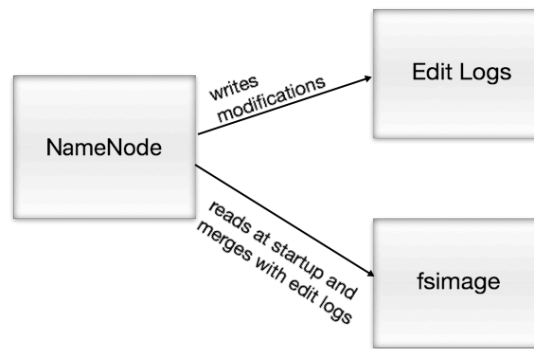 NameNode
writes
modifications
Edit Logs
reads at startup and
merges with edit logs
fsimage